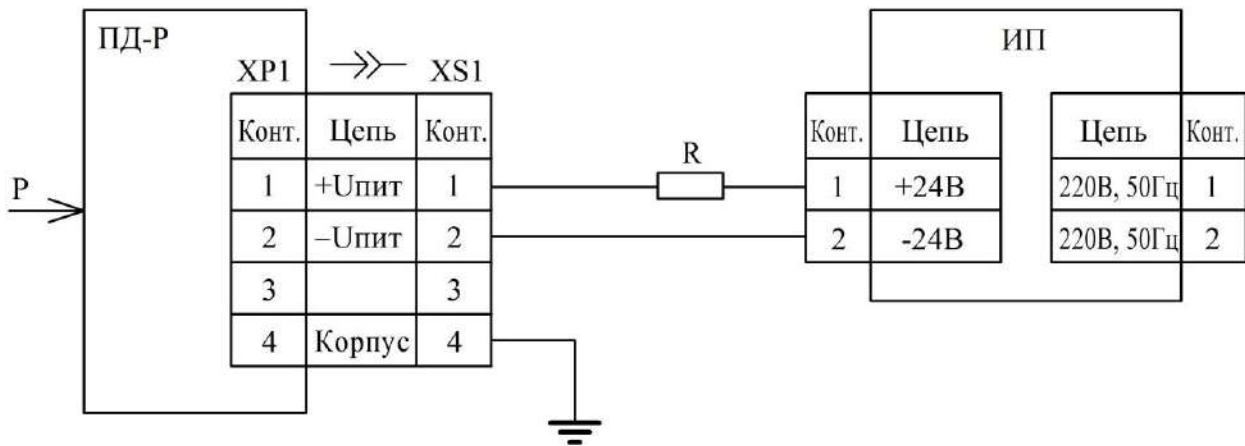 ПД-Р
ИП
XP1 XS1
Конт. Цепь Конт.
Конт. Цепь
Цепь Конт.
R
P
1 +Uпит 1
1 +24В
220В, 50Гц 1
2 –Uпит 2
2 -24В
220В, 50Гц 2
3 3
4 Корпус 4